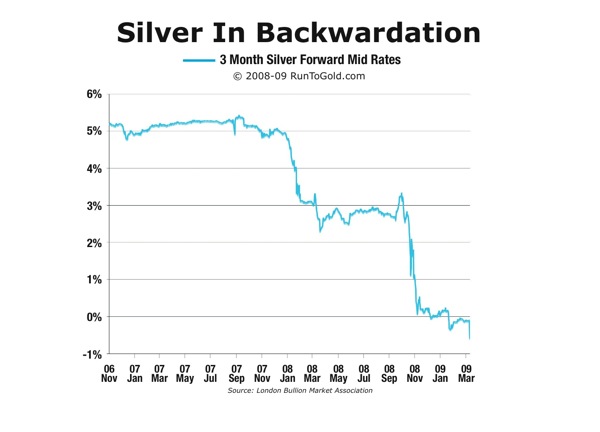 Silver In Backwardation
3 Month Silver Forward Mid Rates
© 2008-09 RunToGold.com
6%
5%
4%
3%
2%
1%
0%
-1%
06 07 07 07 07 07 07 08 08 08 08 08 08 09 09
Nov Jan Mar May Jul Sep Nov Jan Mar May Jul Sep Nov Jan Mar
Source: London Bullion Market Association